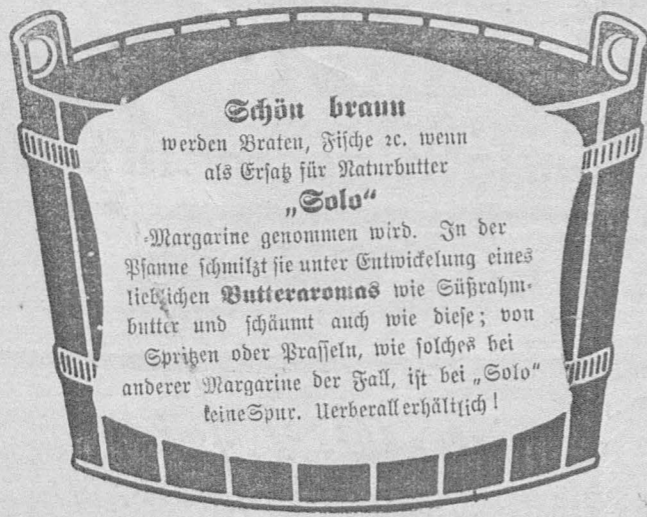 Schön braun
werden Braten, Fische ꝛc. wenn
als Ersatz für Naturbutter
„Solo“
-Margarine genommen wird. In der
Pfanne schmilzt sie unter Entwickelung eines
lieblichen Butteraromas wie Süßrahm-
butter und schäumt auch wie diese; von
Spritzen oder Prasseln, wie solches bei
anderer Margarine der Fall, ist bei „Solo“
keine Spur. Uerberall erhältlich!